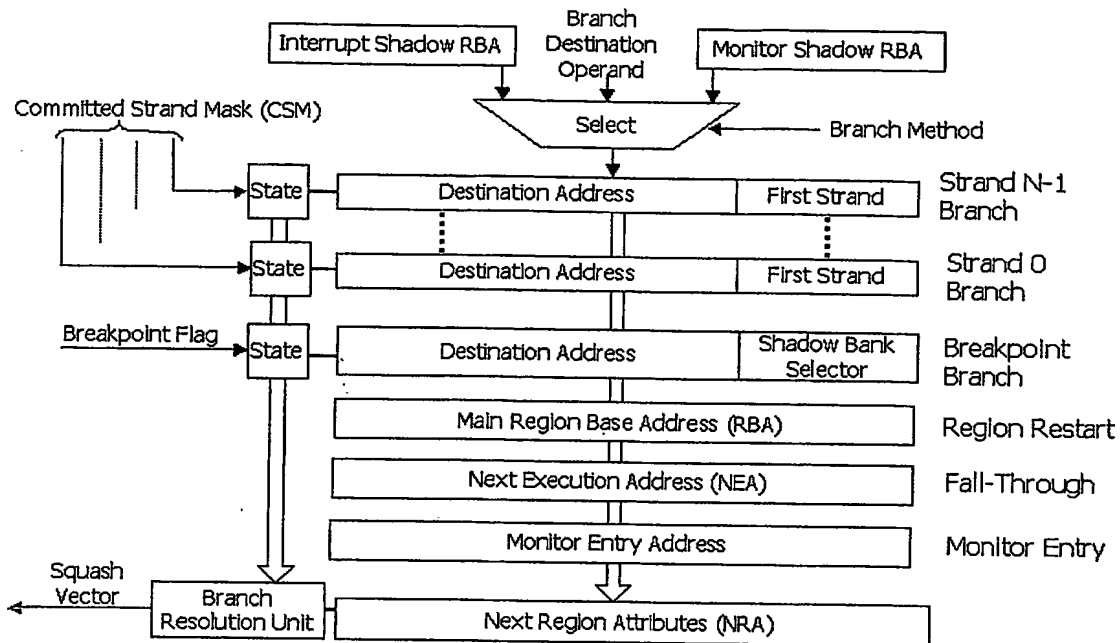 Interrupt Shadow RBA
Branch
Destination
Operand
Monitor Shadow RBA
Committed Strand Mask (CSM)
Select
Branch Method
State
Destination Address
First Strand
Strand N-1
Branch
State
Destination Address
First Strand
Strand 0
Branch
Breakpoint Flag
State
Destination Address
Shadow Bank
Selector
Breakpoint
Branch
Main Region Base Address (RBA)
Region Restart
Next Execution Address (NEA)
Fall-Through
Monitor Entry Address
Monitor Entry
Squash
Vector
Branch
Resolution Unit
Next Region Attributes (NRA)